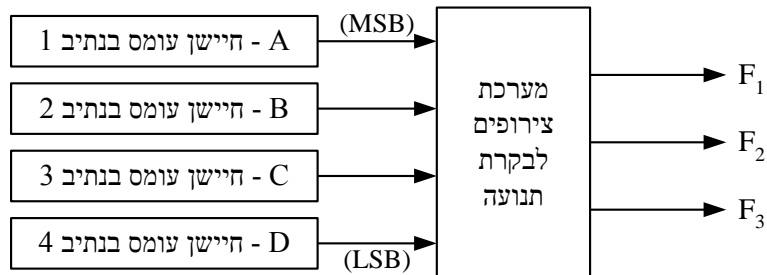 A - חיישן עומס בנתיב 1
(MSB)
B - חיישן עומס בנתיב 2
C - חיישן עומס בנתיב 3
D - חיישן עומס בנתיב 4
(LSB)
מערכת
צירופים
לבקרת
תנועה
F₁
F₂
F₃